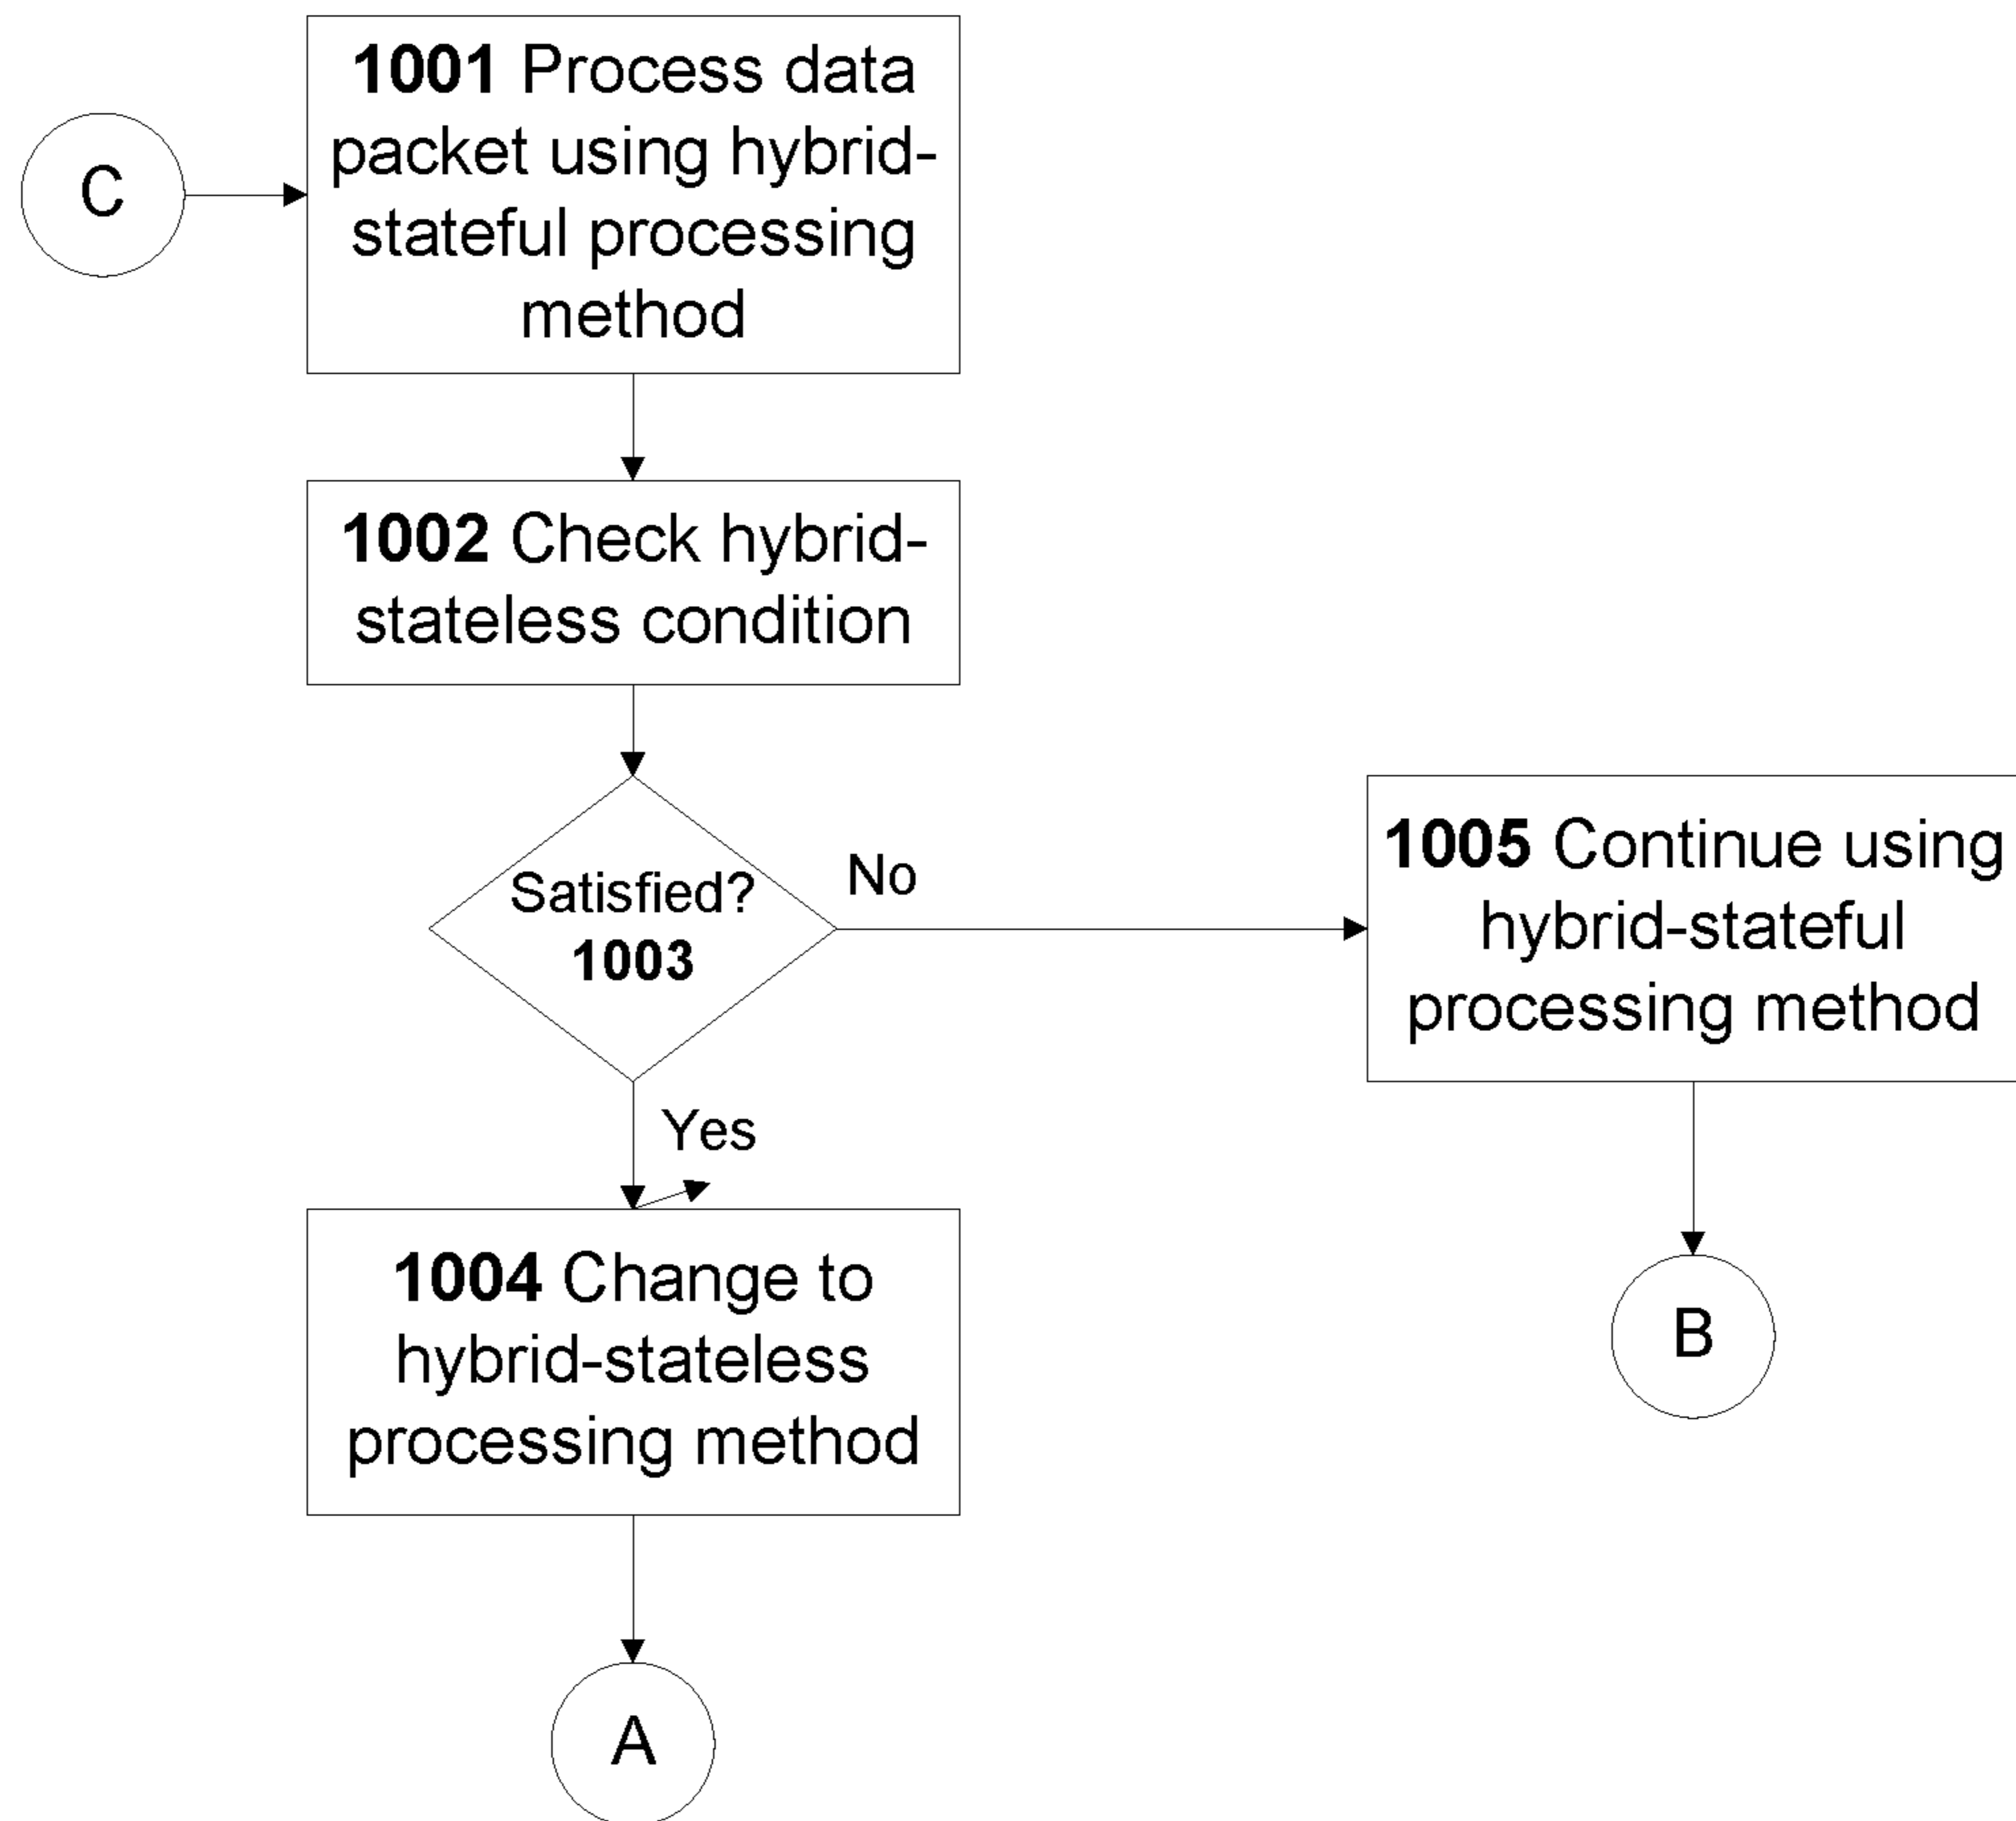 C
1001 Process data
packet using hybrid-
stateful processing
method
1002 Check hybrid-
stateless condition
Satisfied?
1003
No
1005 Continue using
hybrid-stateful
processing method
Yes
1004 Change to
hybrid-stateless
processing method
B
A